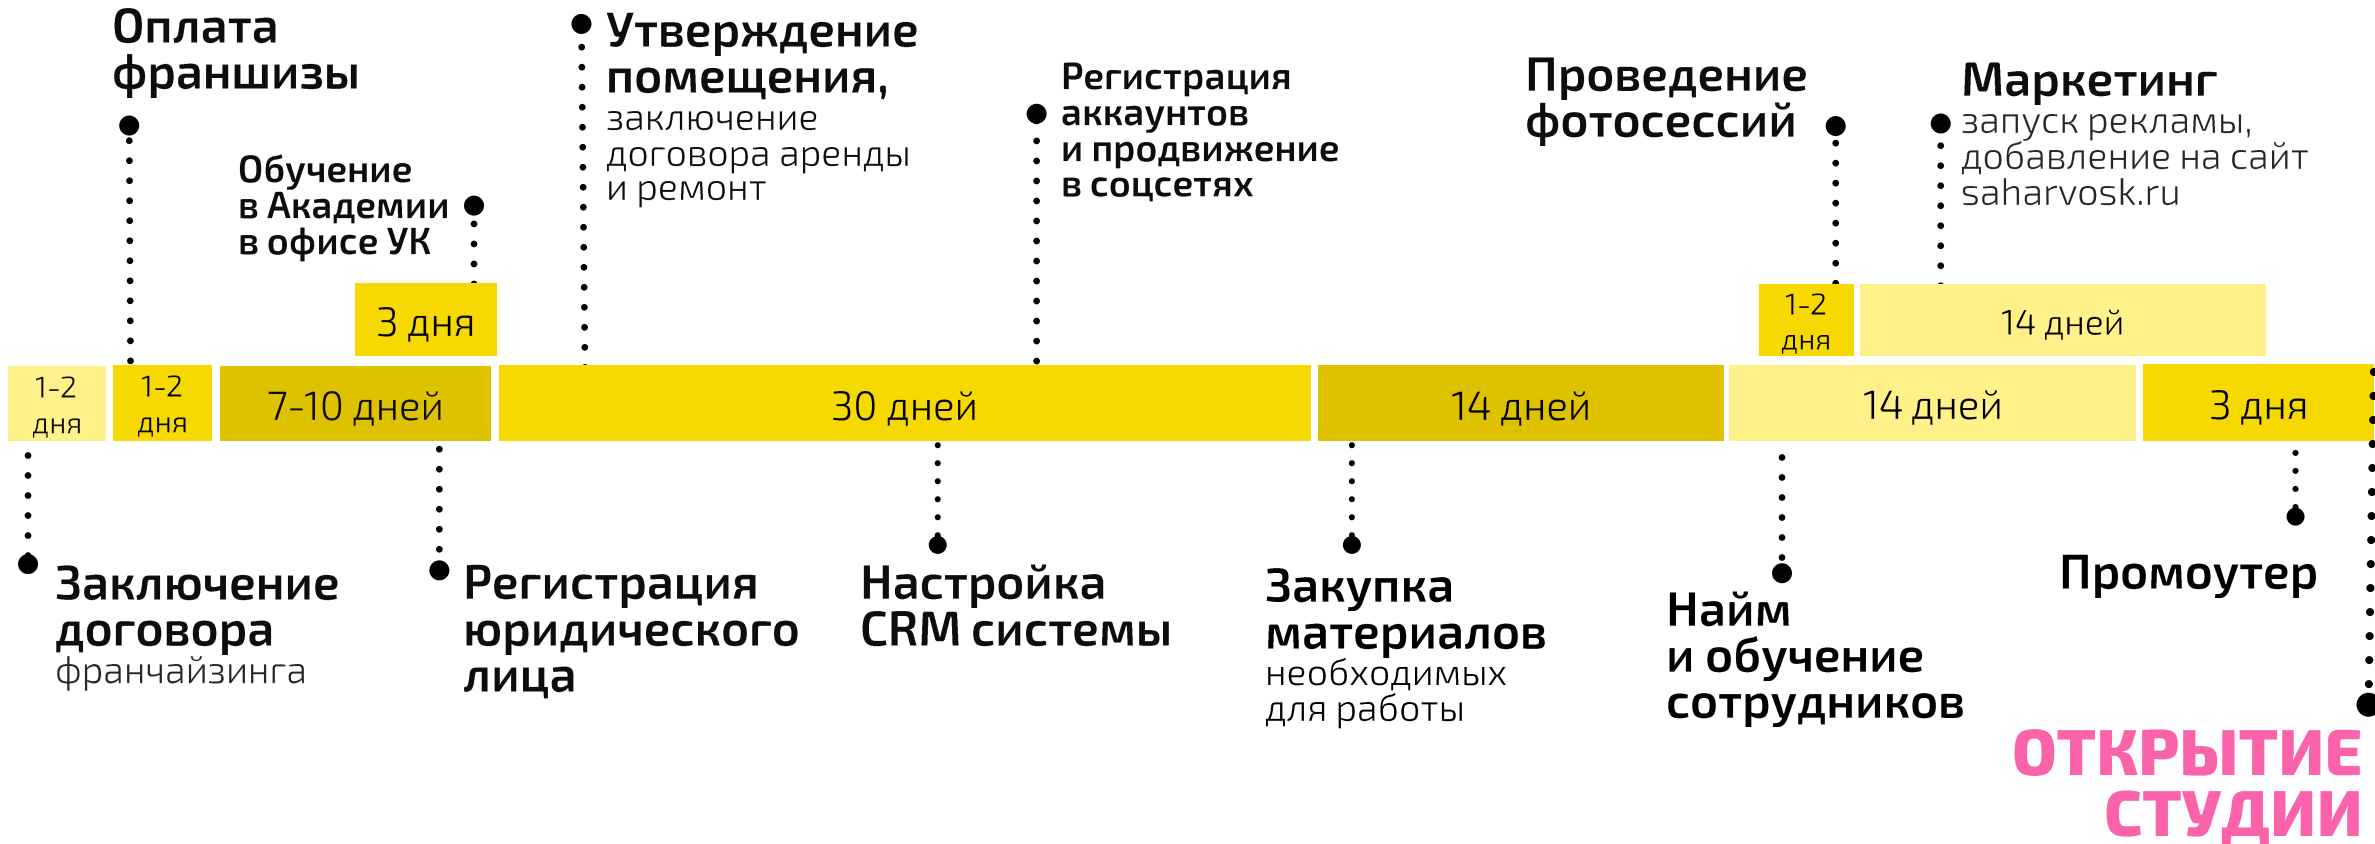 Оплата
франшизы
Обучение
в Академии
в офисе УК
Утверждение
помещения,
заключение
договора аренды
и ремонт
Регистрация
аккаунтов
и продвижение
в соцсетях
Проведение
фотосессий
Маркетинг
запуск рекламы,
добавление на сайт
saharvosk.ru
3 дня
1-2
дня
14 дней
1-2
дня
1-2
дня
7-10 дней
30 дней
14 дней
14 дней
3 дня
Заключение
договора
франчайзинга
Регистрация
юридического
лица
Настройка
CRM системы
Закупка
материалов
необходимых
для работы
Найм
и обучение
сотрудников
Промоутер
ОТКРЫТИЕ
СТУДИИ